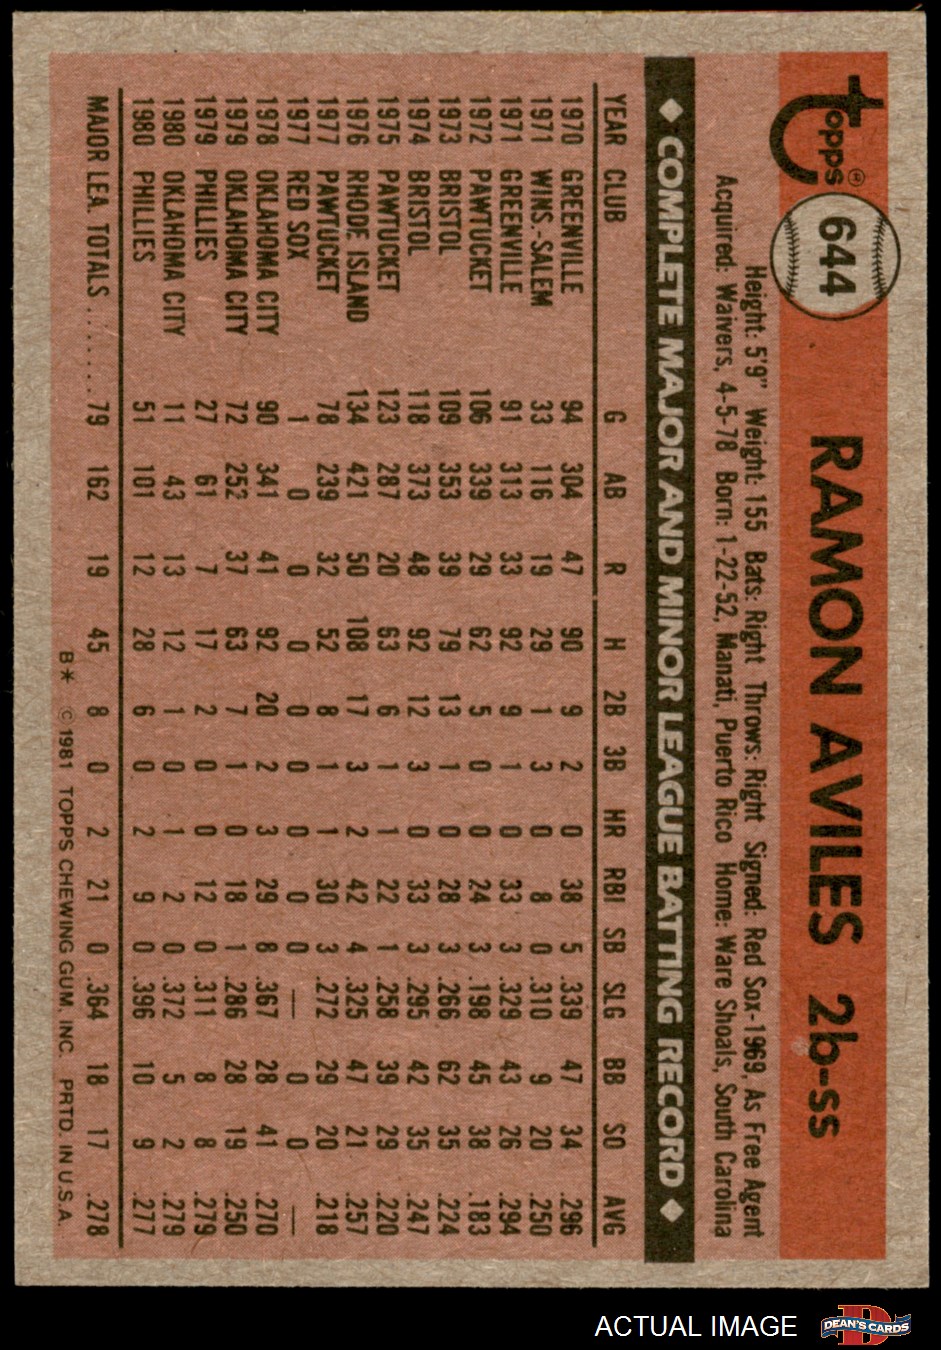 Topps®
644
RAMON AVILES 2b-ss
Height: 5'9" Weight: 155 Bats: Right Throws: Right Signed: Red Sox-1969, As Free Agent
Acquired: Waivers, 4-5-78 Born: 1-22-52, Manati, Puerto Rico Home: Ware Shoals, South Carolina
◆ COMPLETE MAJOR AND MINOR LEAGUE BATTING RECORD ◆
YEAR CLUB G AB R H 2B 3B HR RBI SB SLG BB SO AVG
1970 GREENVILLE 94 304 47 90 9 2 0 38 5 .339 47 34 .296
1971 WINS.-SALEM 33 116 19 29 1 3 0 8 0 .310 9 20 .250
1971 GREENVILLE 91 313 33 92 9 1 0 33 3 .329 43 26 .294
1972 PAWTUCKET 106 339 29 62 5 0 0 24 3 .198 45 38 .183
1973 BRISTOL 109 353 39 79 13 1 0 28 3 .266 62 35 .224
1974 BRISTOL 118 373 48 92 12 3 0 33 3 .295 42 35 .247
1975 PAWTUCKET 123 287 20 63 6 1 1 22 1 .258 39 29 .220
1976 RHODE ISLAND 134 421 50 108 17 3 2 42 4 .325 47 21 .257
1977 PAWTUCKET 78 239 32 52 8 1 1 30 3 .272 29 20 .218
1977 RED SOX 1 0 0 0 0 0 0 0 0 — 0 0 —
1978 OKLAHOMA CITY 90 341 41 92 20 2 3 29 8 .367 28 41 .270
1979 OKLAHOMA CITY 72 252 37 63 7 1 0 18 1 .286 28 19 .250
1979 PHILLIES 27 61 7 17 2 0 0 12 0 .311 8 8 .279
1980 OKLAHOMA CITY 11 43 13 12 1 0 1 2 0 .372 5 2 .279
1980 PHILLIES 51 101 12 28 6 0 2 9 0 .396 10 9 .277
MAJOR LEA. TOTALS . . . . . . 79 162 19 45 8 0 2 21 0 .364 18 17 .278
B* © 1981 TOPPS CHEWING GUM, INC. PRTD. IN U.S.A.
ACTUAL IMAGE
DEAN'S CARDS